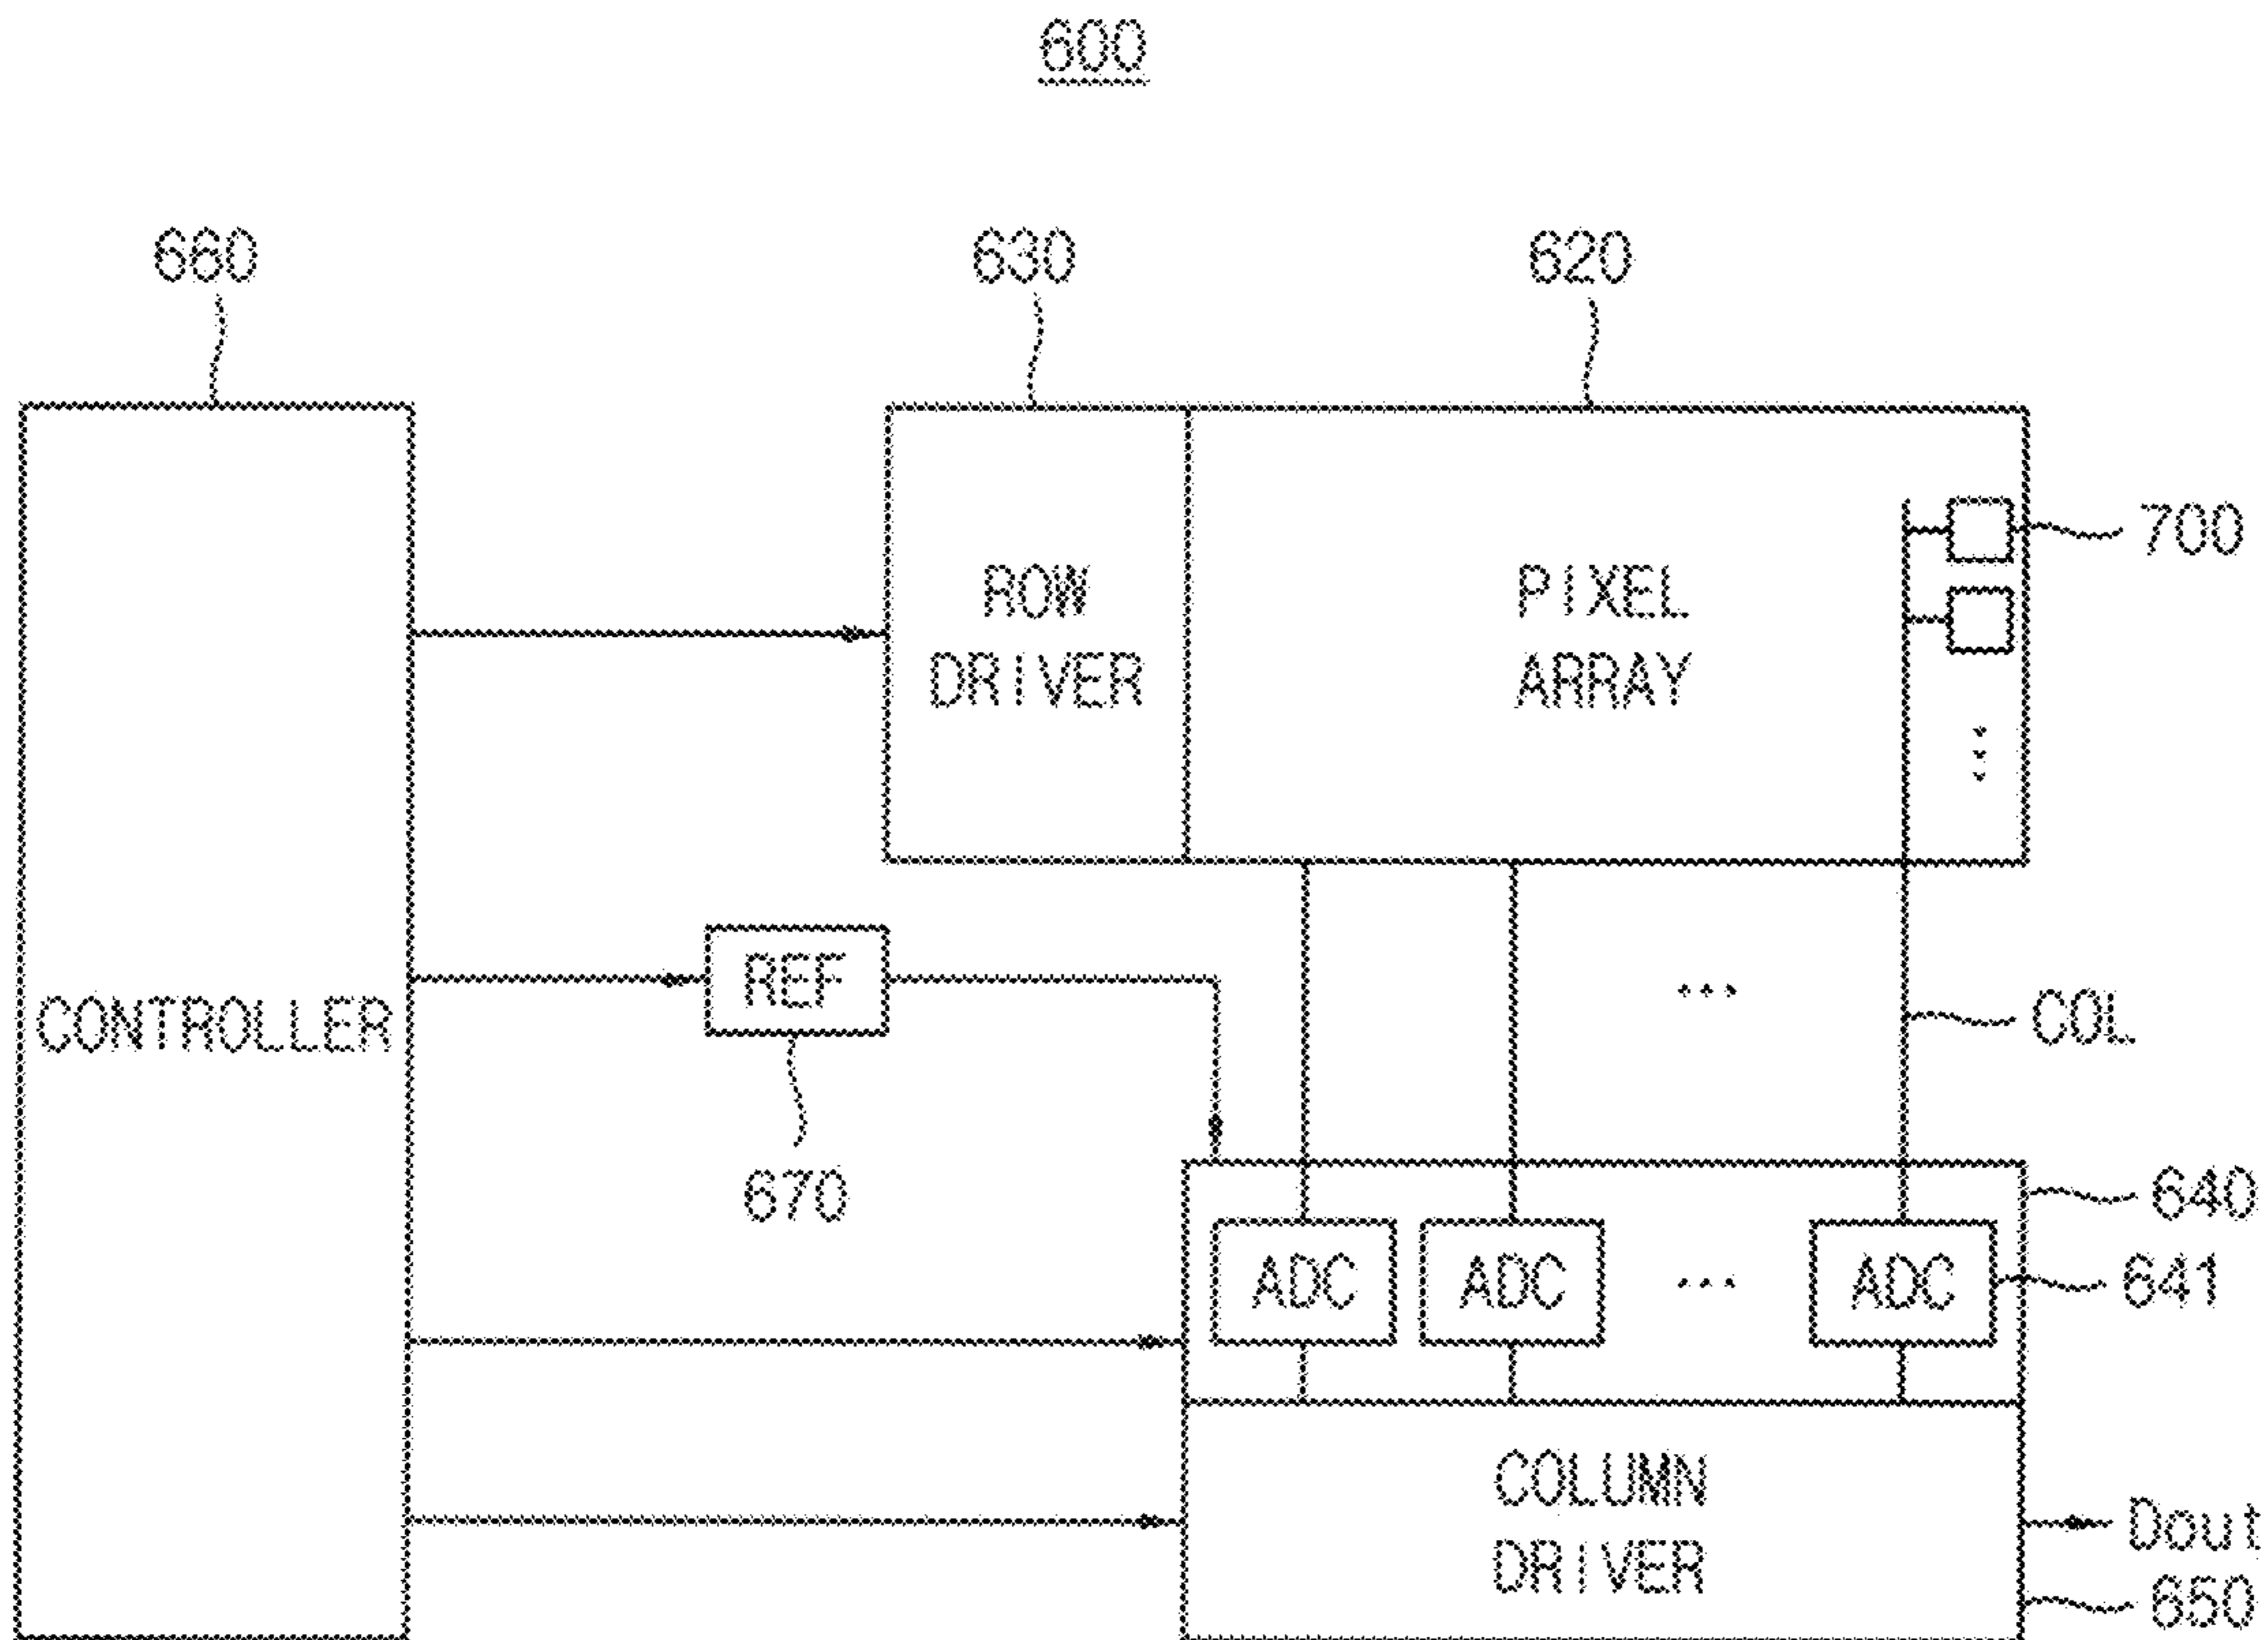 600
660
630
620
700
ROW
DRIVER
PIXEL
ARRAY
...
CONTROLLER
REF
...
COL
670
640
ADC
ADC
...
ADC
641
COLUMN
DRIVER
Dout
650